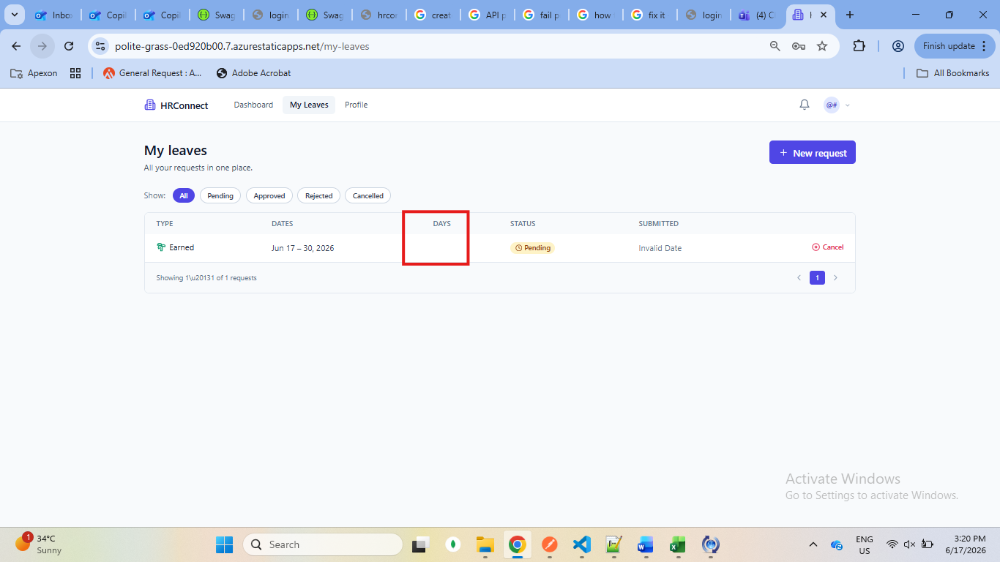 Inbox
Copil
Copil
Swag
login.
Swag
hrcor
creat
API p
fail p
how
fix it
login
(4) C
polite-grass-0ed920b00.7.azurestaticapps.net/my-leaves
Finish update
Apexon
General Request : A...
Adobe Acrobat
All Bookmarks
HRConnect
Dashboard
My Leaves
Profile
@#
My leaves
+ New request
All your requests in one place.
Show:
All
Pending
Approved
Rejected
Cancelled
TYPE DATES DAYS STATUS SUBMITTED
Earned Jun 17 – 30, 2026 Pending Invalid Date Cancel
Showing 1\u20131 of 1 requests
1
Activate Windows
Go to Settings to activate Windows.
1
34°C
Sunny
Search
ENG
US
3:20 PM
6/17/2026